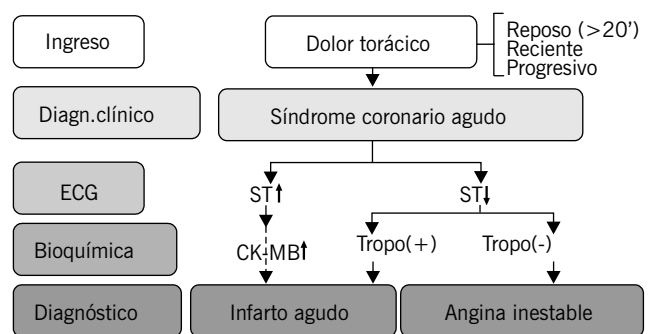 Ingreso
Dolor torácico
Reposo (>20')
Reciente
Progresivo
Diagn.clínico
Síndrome coronario agudo
ECG
ST↑
ST↓
Bioquímica
CK-MB↑
Tropo(+)
Tropo(-)
Diagnóstico
Infarto agudo
Angina inestable